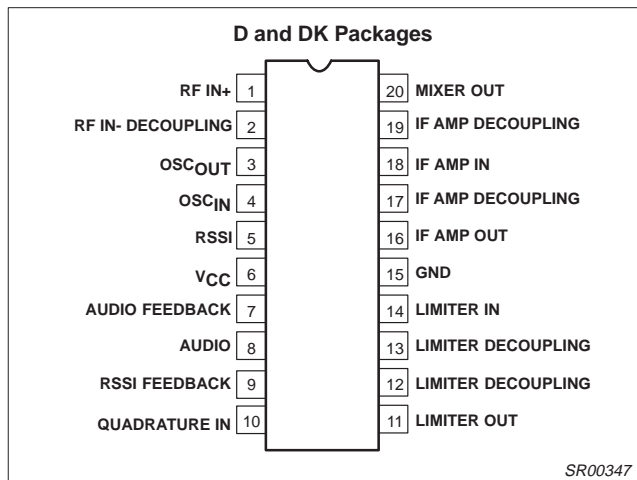 D and DK Packages
RF IN+ 1
RF IN- DECOUPLING 2
OSCOUT 3
OSCIN 4
RSSI 5
VCC 6
AUDIO FEEDBACK 7
AUDIO 8
RSSI FEEDBACK 9
QUADRATURE IN 10
20 MIXER OUT
19 IF AMP DECOUPLING
18 IF AMP IN
17 IF AMP DECOUPLING
16 IF AMP OUT
15 GND
14 LIMITER IN
13 LIMITER DECOUPLING
12 LIMITER DECOUPLING
11 LIMITER OUT
SR00347